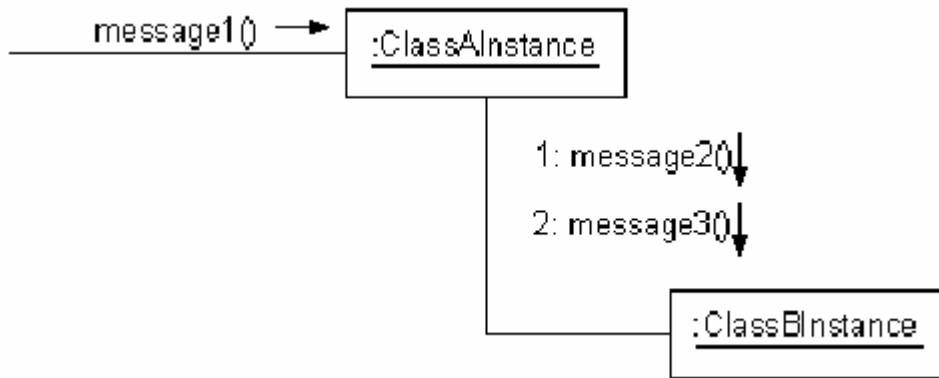 message1()
:ClassAInstance
1: message2()
2: message3()
:ClassBInstance